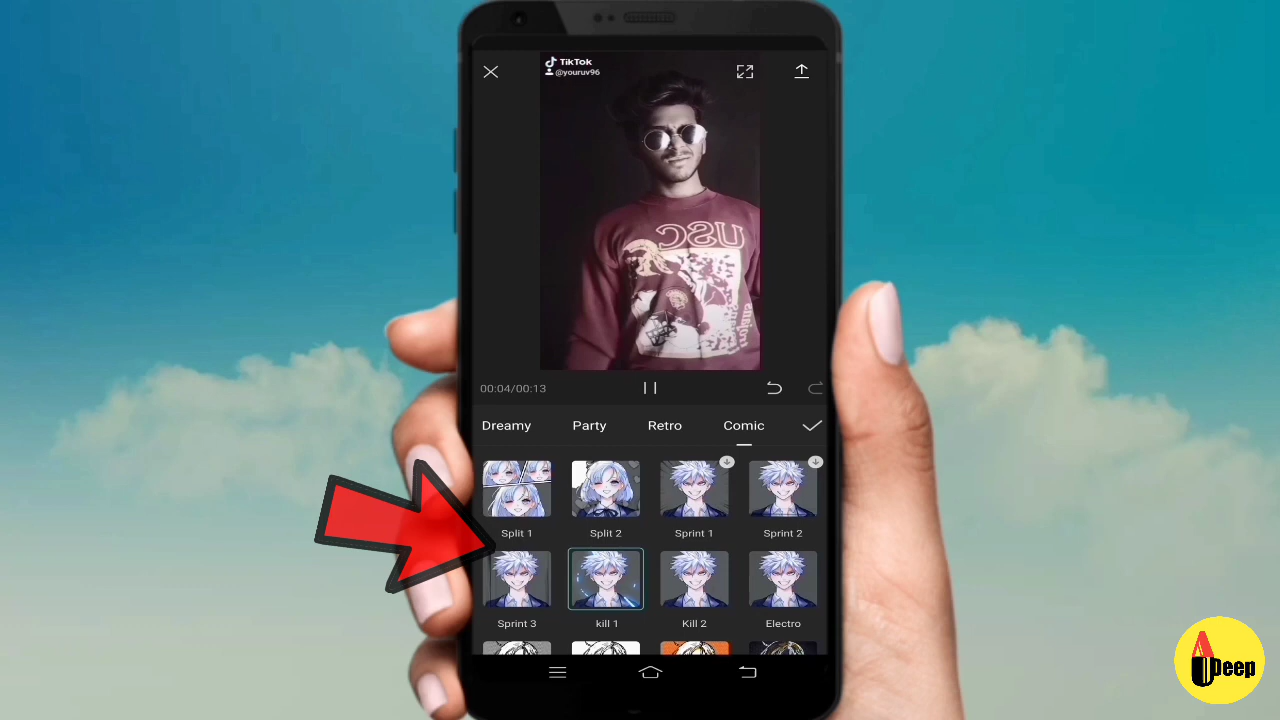 TikTok
@youruv96
USC
00:04/00:13
Dreamy Party Retro Comic
Split 1 Split 2 Sprint 1 Sprint 2
Sprint 3 kill 1 Kill 2 Electro
Deep